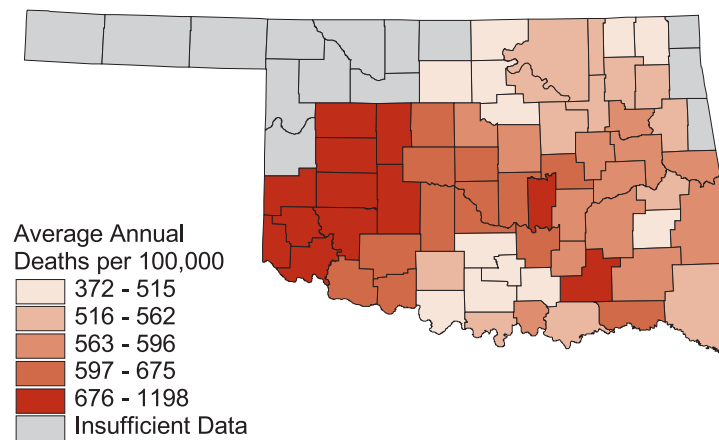 Average Annual
Deaths per 100,000
372 - 515
516 - 562
563 - 596
597 - 675
676 - 1198
Insufficient Data